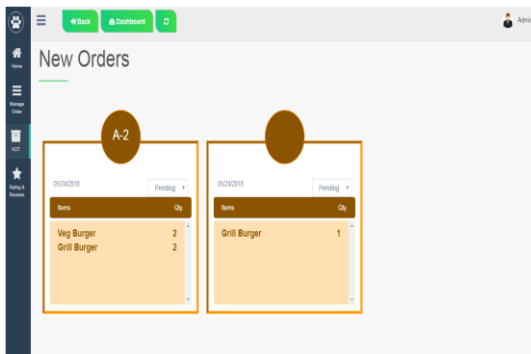 Back
Dashboard
Admin
Home
New Orders
Manage
Order
KOT
Rating &
Reviews
A-2
05/24/2018
Pending
Items Qty
Veg Burger 2
Grill Burger 2
05/24/2018
Pending
Items Qty
Grill Burger 1